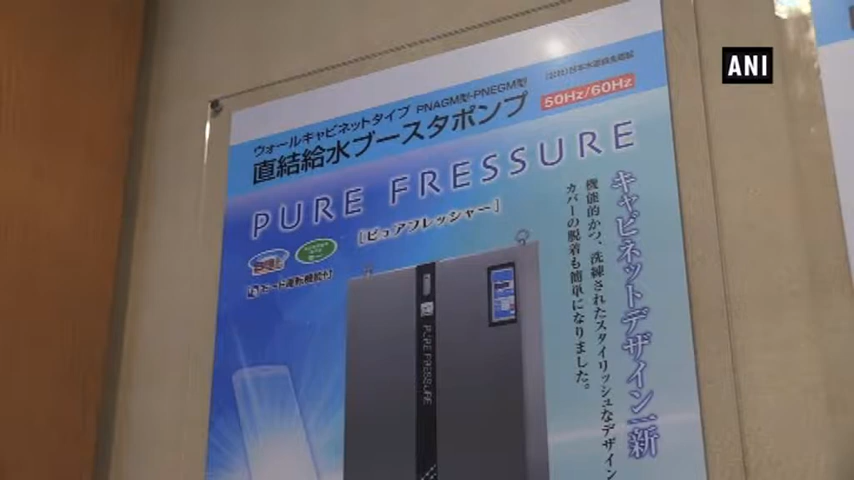 ANI
ウォールキャビネットタイプ PNAGM型・PNEGM型
直結給水ブースタポンプ
50Hz/60Hz
PURE FRESSURE
[ピュアフレッシャー]
キャビネットデザイン一新
機能的かつ、洗練されたスタイリッシュなデザイン
カバーの脱着も簡単になりました。
PURE FRESSURE